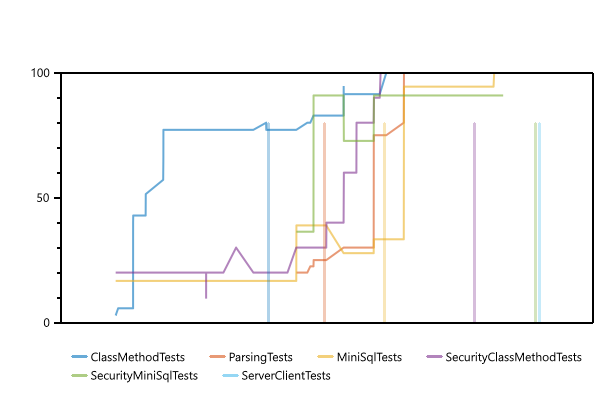 100
50
0
ClassMethodTests ParsingTests MiniSqlTests SecurityClassMethodTests
SecurityMiniSqlTests ServerClientTests